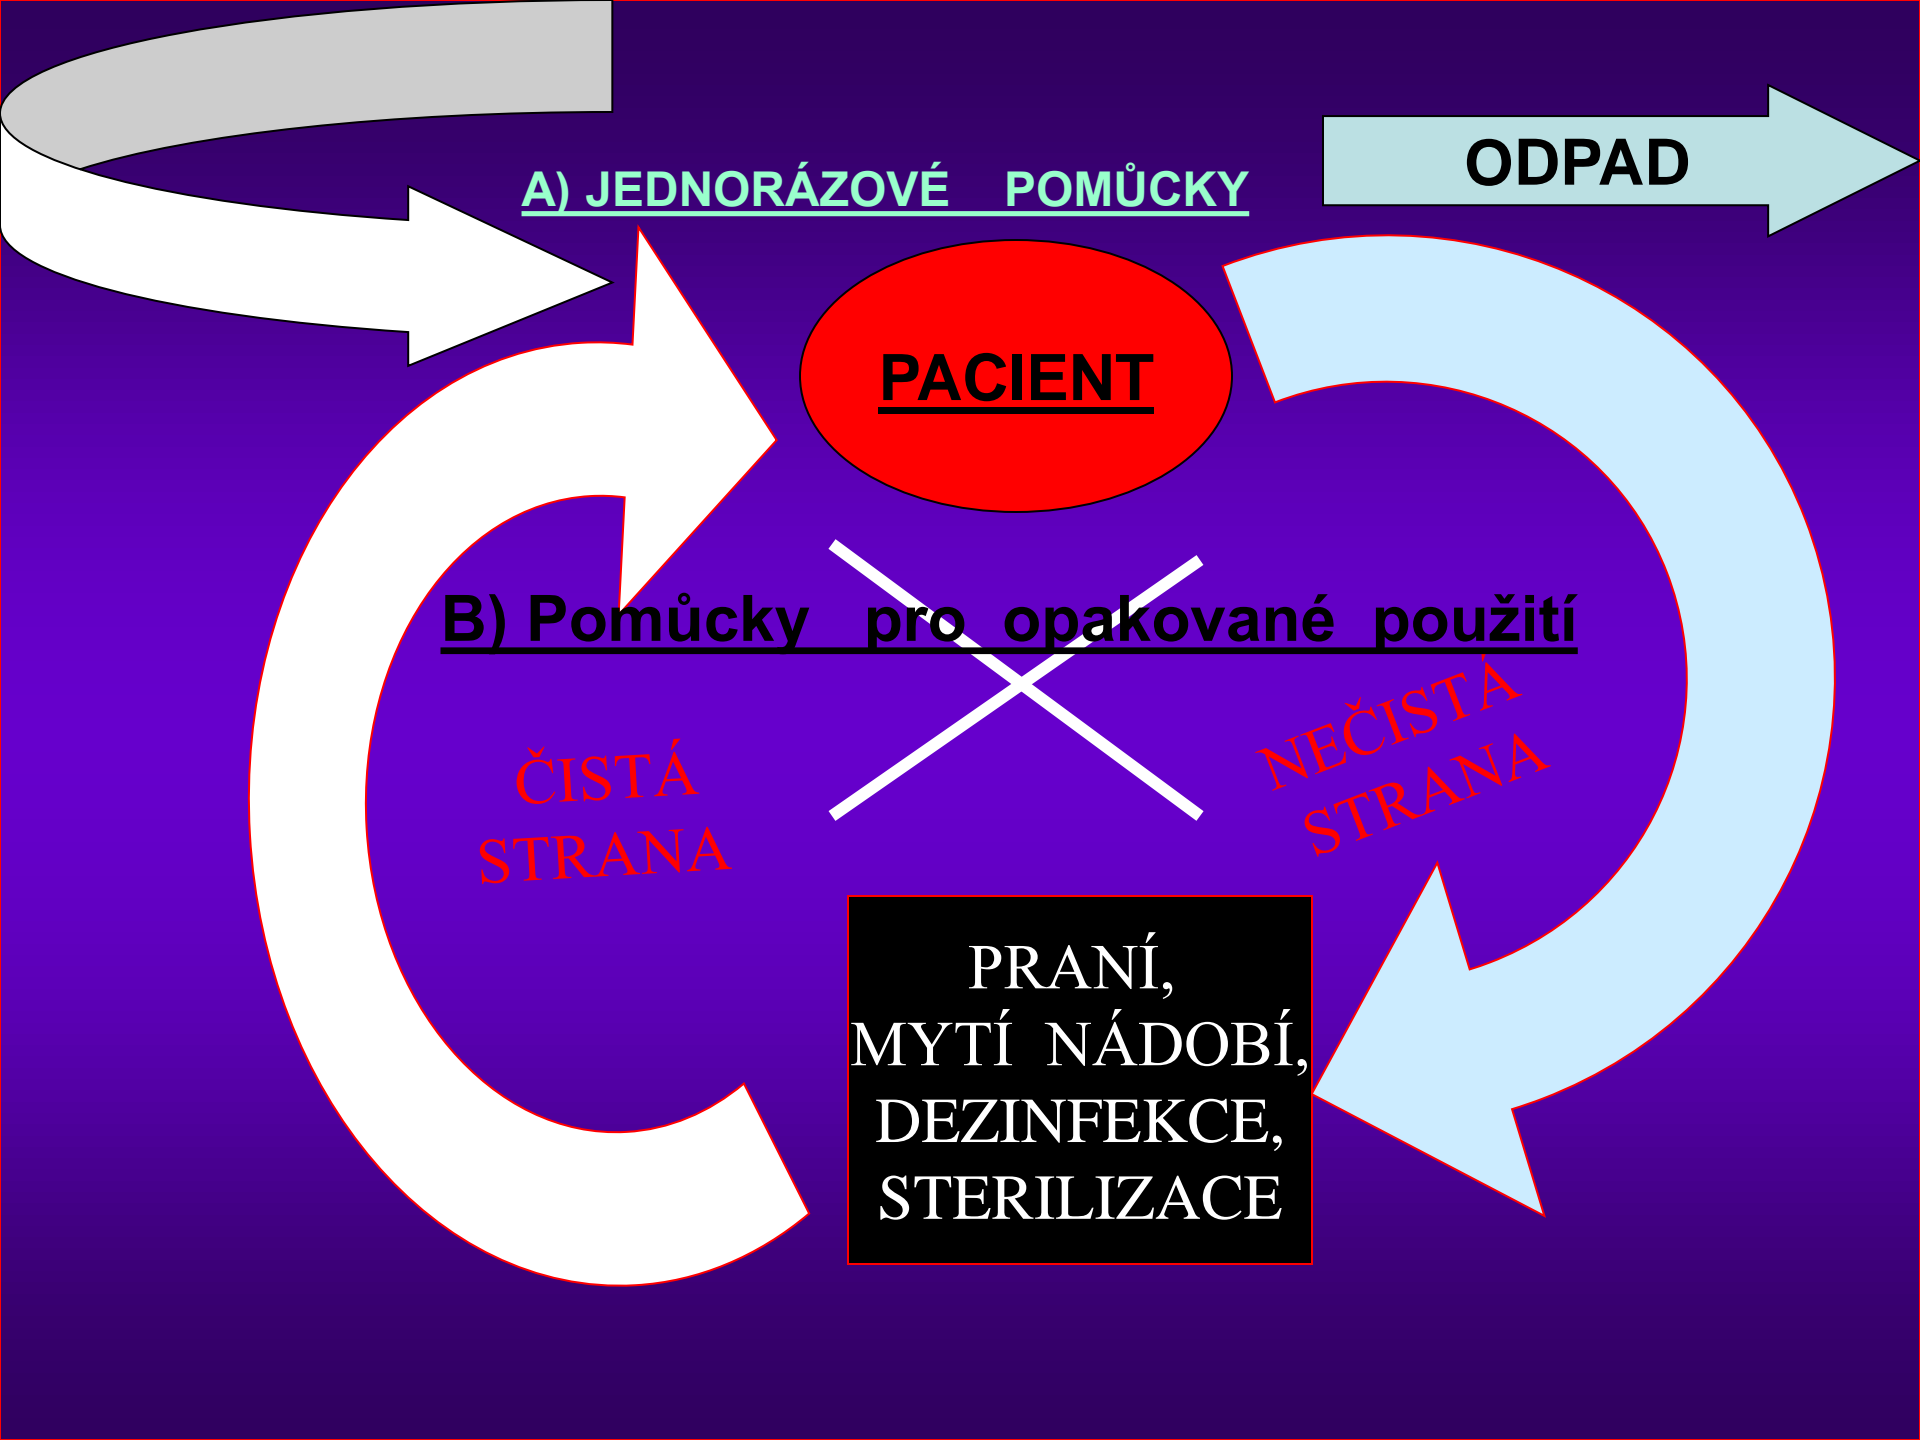 ODPAD
A) JEDNORÁZOVÉ POMŮCKY
PACIENT
B) Pomůcky pro opakované použití
ČISTÁ
STRANA
NEČISTÁ
STRANA
PRANÍ,
MYTÍ NÁDOBÍ,
DEZINFEKCE,
STERILIZACE